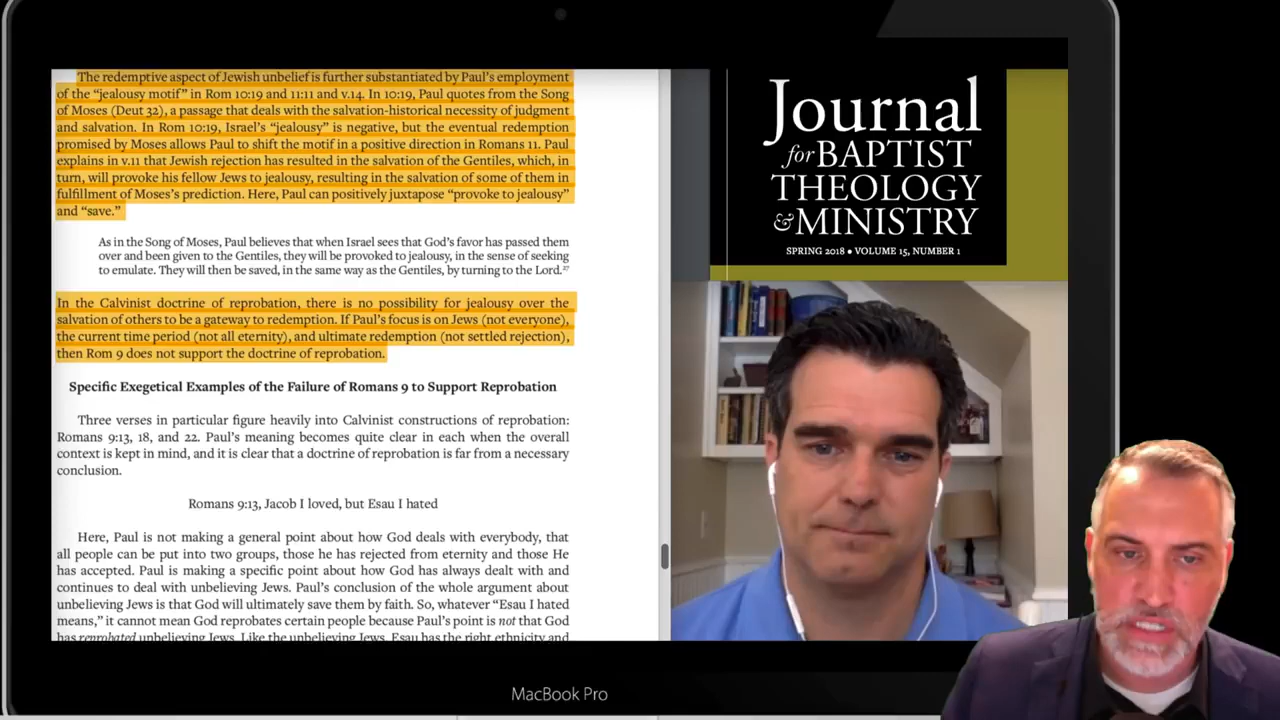 The redemptive aspect of Jewish unbelief is further substantiated by Paul's employment
of the “jealousy motif” in Rom 10:19 and 11:11 and v.14. In 10:19, Paul quotes from the Song
of Moses (Deut 32), a passage that deals with the salvation-historical necessity of judgment
and salvation. In Rom 10:19, Israel's “jealousy” is negative, but the eventual redemption
promised by Moses allows Paul to shift the motif in a positive direction in Romans 11. Paul
explains in v.11 that Jewish rejection has resulted in the salvation of the Gentiles, which, in
turn, will provoke his fellow Jews to jealousy, resulting in the salvation of some of them in
fulfillment of Moses's prediction. Here, Paul can positively juxtapose “provoke to jealousy”
and “save.”
As in the Song of Moses, Paul believes that when Israel sees that God's favor has passed them
over and been given to the Gentiles, they will be provoked to jealousy, in the sense of seeking
to emulate. They will then be saved, in the same way as the Gentiles, by turning to the Lord.27
In the Calvinist doctrine of reprobation, there is no possibility for jealousy over the
salvation of others to be a gateway to redemption. If Paul's focus is on Jews (not everyone),
the current time period (not all eternity), and ultimate redemption (not settled rejection),
then Rom 9 does not support the doctrine of reprobation.
Specific Exegetical Examples of the Failure of Romans 9 to Support Reprobation
Three verses in particular figure heavily into Calvinist constructions of reprobation:
Romans 9:13, 18, and 22. Paul's meaning becomes quite clear in each when the overall
context is kept in mind, and it is clear that a doctrine of reprobation is far from a necessary
conclusion.
Romans 9:13, Jacob I loved, but Esau I hated
Here, Paul is not making a general point about how God deals with everybody, that
all people can be put into two groups, those he has rejected from eternity and those He
has accepted. Paul is making a specific point about how God has always dealt with and
continues to deal with unbelieving Jews. Paul's conclusion of the whole argument about
unbelieving Jews is that God will ultimately save them by faith. So, whatever “Esau I hated
means,” it cannot mean God reprobates certain people because Paul's point is not that God
has reprobated unbelieving Jews. Like the unbelieving Jews, Esau has the right ethnicity and
Journal
for BAPTIST
THEOLOGY
& MINISTRY
SPRING 2018 • VOLUME 15, NUMBER 1
MacBook Pro